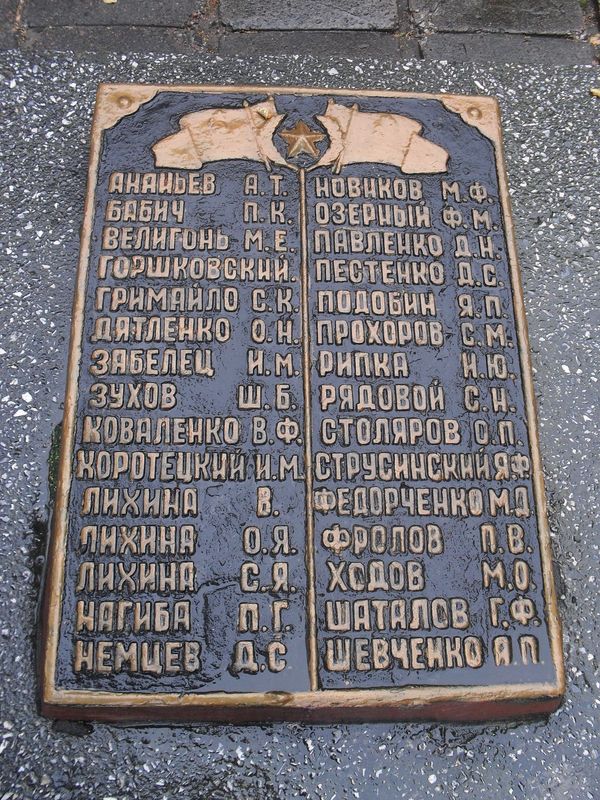 АНАНЬЕВ А.Т.
БАБИЧ П.К.
ВЕЛИГОНЬ М.Е.
ГОРШКОВСКИЙ.
ГРИМАЙЛО С.К
ДЯТЛЕНКО О.Н.
ЗАБЕЛЕЦ И.М.
ЗУХОВ Ш.Б.
КОВАЛЕНКО В.Ф.
КОРОТЕЦКИЙ И.М
ЛИХИНА В.
ЛИХИНА О.Я.
ЛИХИНА С.Я.
НАГИБА П.Г.
НЕМЦЕВ Д.С
НОВИКОВ М.Ф.
ОЗЕРНЫЙ Ф.М.
ПАВЛЕНКО Д.Н.
ПЕСТЕНКО Д.С.
ПОДОБИН Я.П.
ПРОХОРОВ С.М.
РИПКА И.Ю.
РЯДОВОЙ С.Н.
СТОЛЯРОВ О.П.
СТРУСИНСКИЙ Я.Ф
ФЕДОРЧЕНКО М.Д
ФРОЛОВ П.В.
ХОДОВ М.О.
ШАТАЛОВ Г.Ф.
ШЕВЧЕНКО Я.П.